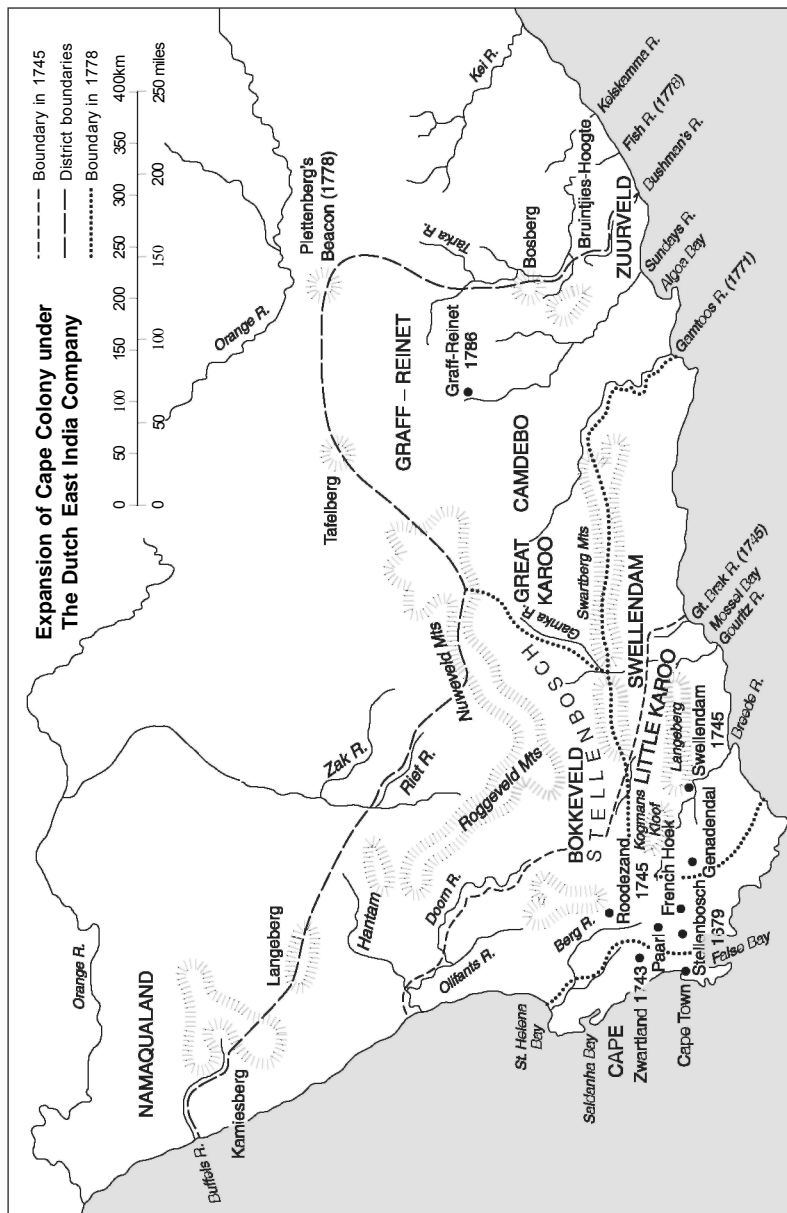 Expansion of Cape Colony under
The Dutch East India Company
Boundary in 1745
District boundaries
Boundary in 1778
0 50 100 150 200 250 300 350 400km
0 50 100 150 200 250 miles
Orange R.
NAMAQUALAND
Buffels R.
Kamiesberg
Langeberg
Hantam
Zak R.
Riet R.
Nuweveld Mts
Roggeveld Mts
Doorn R.
Olifants R.
Tafelberg
Orange R.
Plettenberg's
Beacon (1778)
Kei R.
Tarka R.
GRAFF – REINET
Graff-Reinet
1786
Bosberg
Bruintjies-Hoogte
ZUURVELD
Keiskamma R.
Fish R. (1778)
Bushman's R.
Sundays R.
Algoa Bay
Gamtoos R. (1771)
CAMDEBO
GREAT
KAROO
Gamka R.
Swartberg Mts
BOKKEVELD
STELLENBOSCH
SWELLENDAM
LITTLE KAROO
Langeberg
Swellendam
1745
Gt. Brak R. (1745)
Mossel Bay
Gouritz R.
Breede R.
St. Helena
Bay
Saldanha Bay
Berg R.
Roodezand
1745
Kogmans
Kloof
CAPE
Zwartland 1743
Paarl
French Hoek
Genadendal
Cape Town
Stellenbosch
1679
False Bay